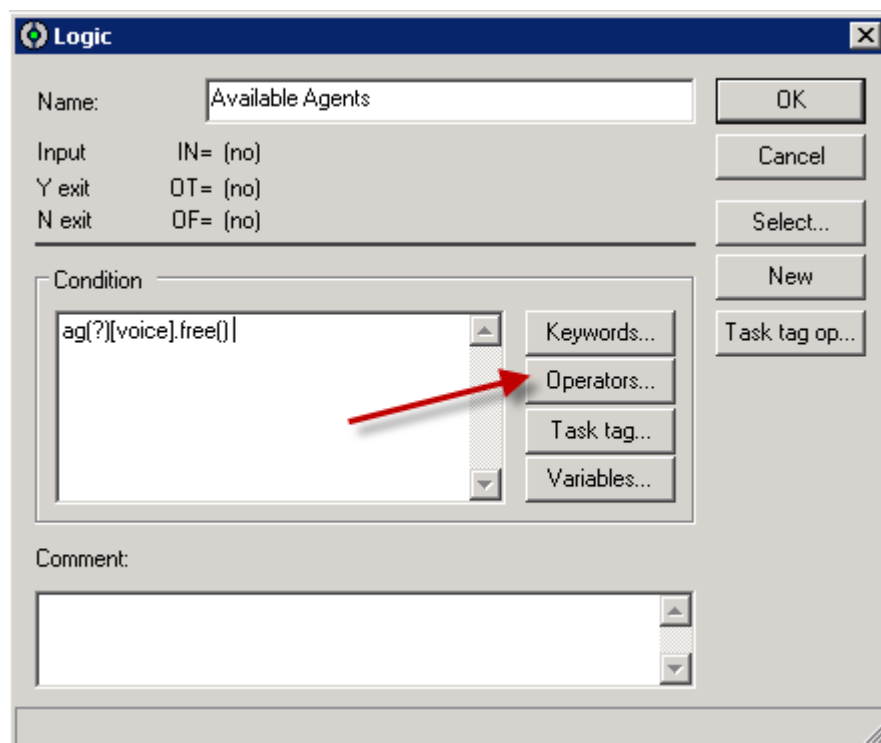 Logic
Name: Available Agents OK
Input IN= (no) Cancel
Y exit OT= (no)
N exit OF= (no) Select...
New
Condition
Task tag op...
ag(?)[voice].free() Keywords...
Operators...
Task tag...
Variables...
Comment: